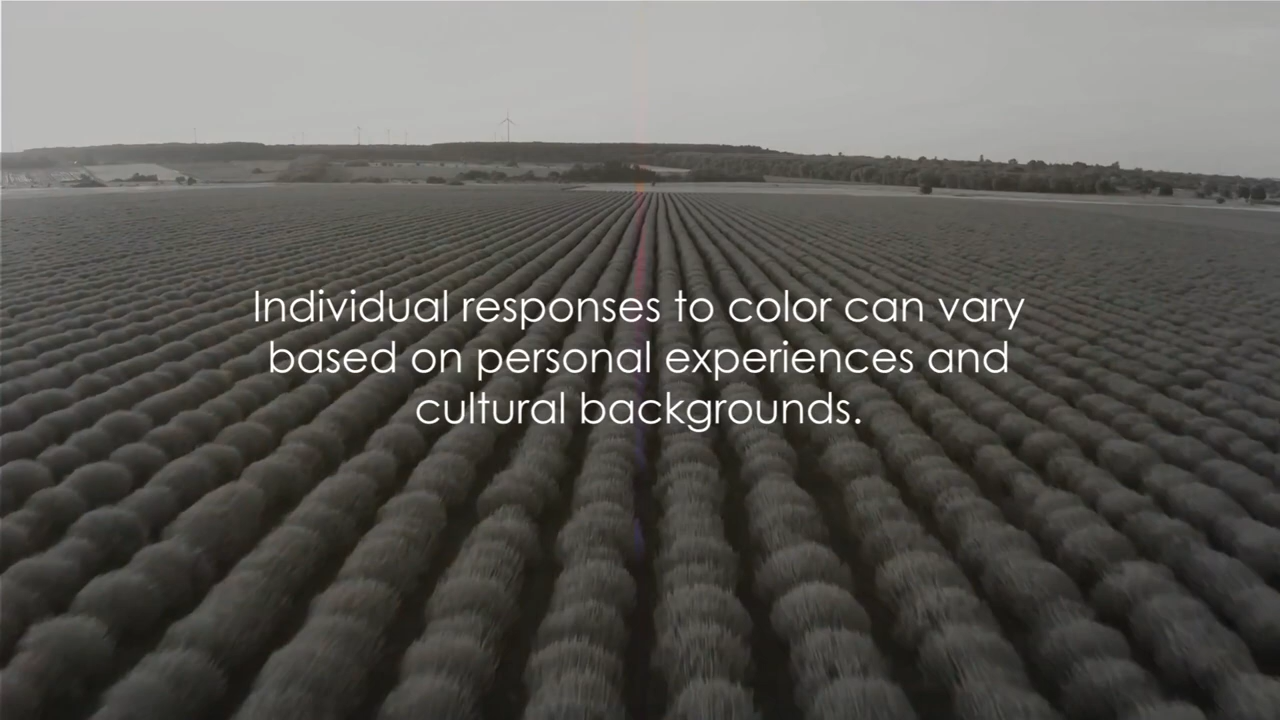 Individual responses to color can vary
based on personal experiences and
cultural backgrounds.